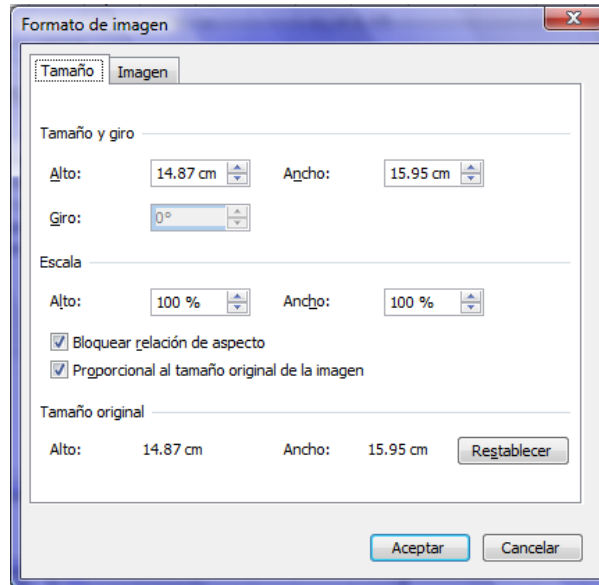 Formato de imagen
Tamaño Imagen
Tamaño y giro
Alto: 14.87 cm Ancho: 15.95 cm
Giro: 0°
Escala
Alto: 100 % Ancho: 100 %
Bloquear relación de aspecto
Proporcional al tamaño original de la imagen
Tamaño original
Alto: 14.87 cm Ancho: 15.95 cm Restablecer
Aceptar Cancelar